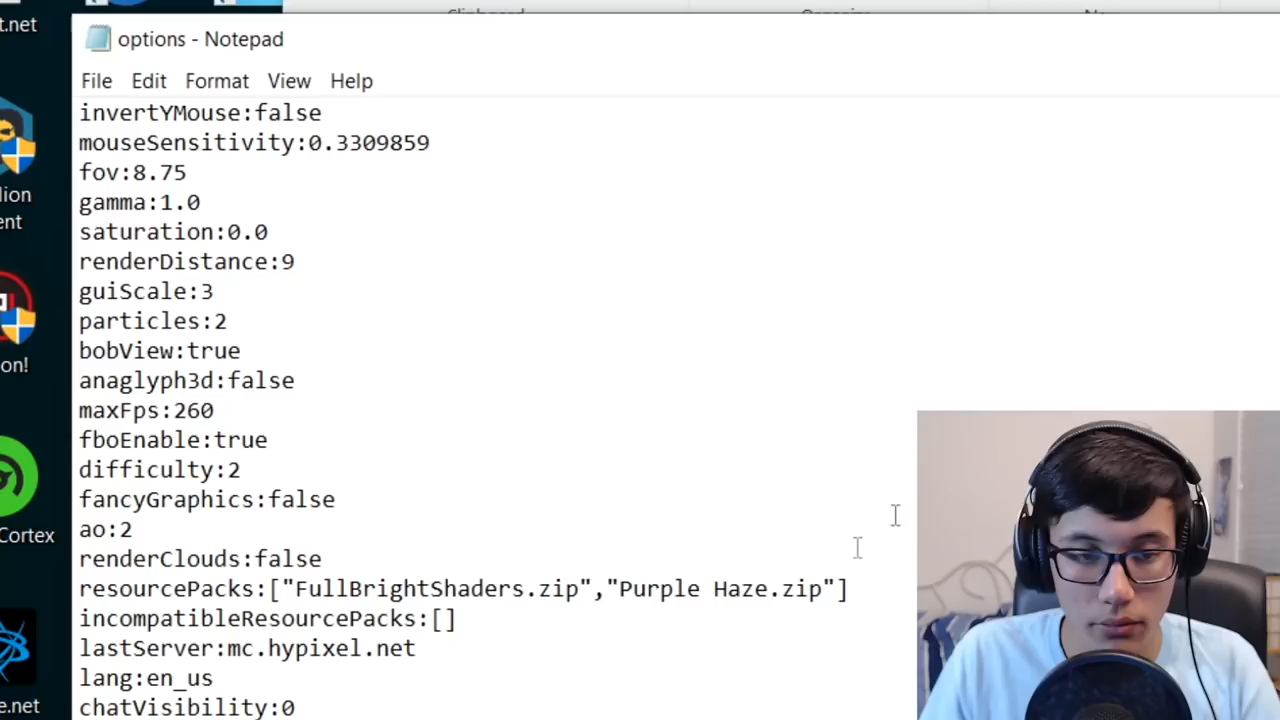 t.net
lion
ent
on!
Cortex
e.net
options - Notepad
File Edit Format View Help
invertYMouse:false
mouseSensitivity:0.3309859
fov:8.75
gamma:1.0
saturation:0.0
renderDistance:9
guiScale:3
particles:2
bobView:true
anaglyph3d:false
maxFps:260
fboEnable:true
difficulty:2
fancyGraphics:false
ao:2
renderClouds:false
resourcePacks:["FullBrightShaders.zip","Purple Haze.zip"]
incompatibleResourcePacks:[]
lastServer:mc.hypixel.net
lang:en_us
chatVisibility:0